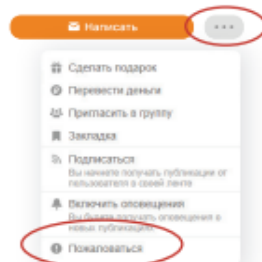 Написать
Сделать подарок
Перевести деньги
Пригласить в группу
Закладка
Подписаться
Вы начнете получать публикации от
пользователя в своей ленте
Включить оповещения
Вы будете получать оповещения о
новых публикациях
Пожаловаться